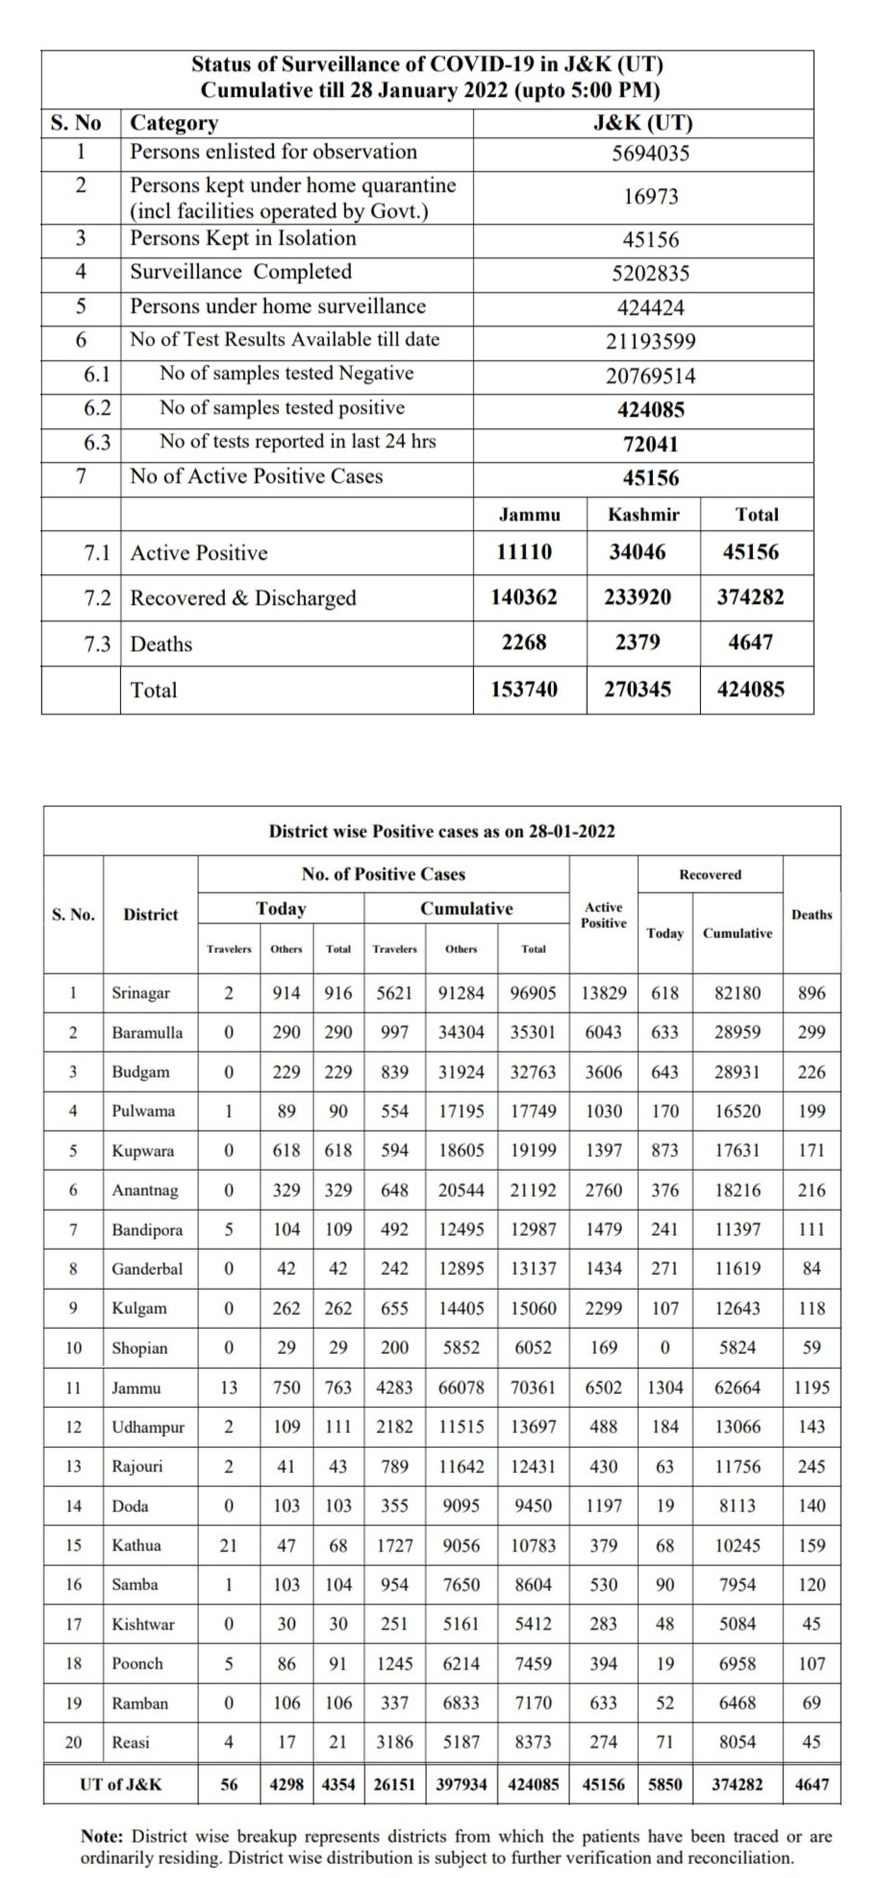 Status of Surveillance of COVID-19 in J&K (UT)
Cumulative till 28 January 2022 (upto 5:00 PM)
S. No Category J&K (UT)
1 Persons enlisted for observation 5694035
2 Persons kept under home quarantine (incl facilities operated by Govt.) 16973
3 Persons Kept in Isolation 45156
4 Surveillance Completed 5202835
5 Persons under home surveillance 424424
6 No of Test Results Available till date 21193599
6.1 No of samples tested Negative 20769514
6.2 No of samples tested positive 424085
6.3 No of tests reported in last 24 hrs 72041
7 No of Active Positive Cases 45156
Jammu Kashmir Total
7.1 Active Positive 11110 34046 45156
7.2 Recovered & Discharged 140362 233920 374282
7.3 Deaths 2268 2379 4647
Total 153740 270345 424085
District wise Positive cases as on 28-01-2022
S. No. District No. of Positive Cases Active Positive Recovered Deaths
Today Cumulative Today Cumulative
Travelers Others Total Travelers Others Total
1 Srinagar 2 914 916 5621 91284 96905 13829 618 82180 896
2 Baramulla 0 290 290 997 34304 35301 6043 633 28959 299
3 Budgam 0 229 229 839 31924 32763 3606 643 28931 226
4 Pulwama 1 89 90 554 17195 17749 1030 170 16520 199
5 Kupwara 0 618 618 594 18605 19199 1397 873 17631 171
6 Anantnag 0 329 329 648 20544 21192 2760 376 18216 216
7 Bandipora 5 104 109 492 12495 12987 1479 241 11397 111
8 Ganderbal 0 42 42 242 12895 13137 1434 271 11619 84
9 Kulgam 0 262 262 655 14405 15060 2299 107 12643 118
10 Shopian 0 29 29 200 5852 6052 169 0 5824 59
11 Jammu 13 750 763 4283 66078 70361 6502 1304 62664 1195
12 Udhampur 2 109 111 2182 11515 13697 488 184 13066 143
13 Rajouri 2 41 43 789 11642 12431 430 63 11756 245
14 Doda 0 103 103 355 9095 9450 1197 19 8113 140
15 Kathua 21 47 68 1727 9056 10783 379 68 10245 159
16 Samba 1 103 104 954 7650 8604 530 90 7954 120
17 Kishtwar 0 30 30 251 5161 5412 283 48 5084 45
18 Poonch 5 86 91 1245 6214 7459 394 19 6958 107
19 Ramban 0 106 106 337 6833 7170 633 52 6468 69
20 Reasi 4 17 21 3186 5187 8373 274 71 8054 45
UT of J&K 56 4298 4354 26151 397934 424085 45156 5850 374282 4647
Note: District wise breakup represents districts from which the patients have been traced or are
ordinarily residing. District wise distribution is subject to further verification and reconciliation.